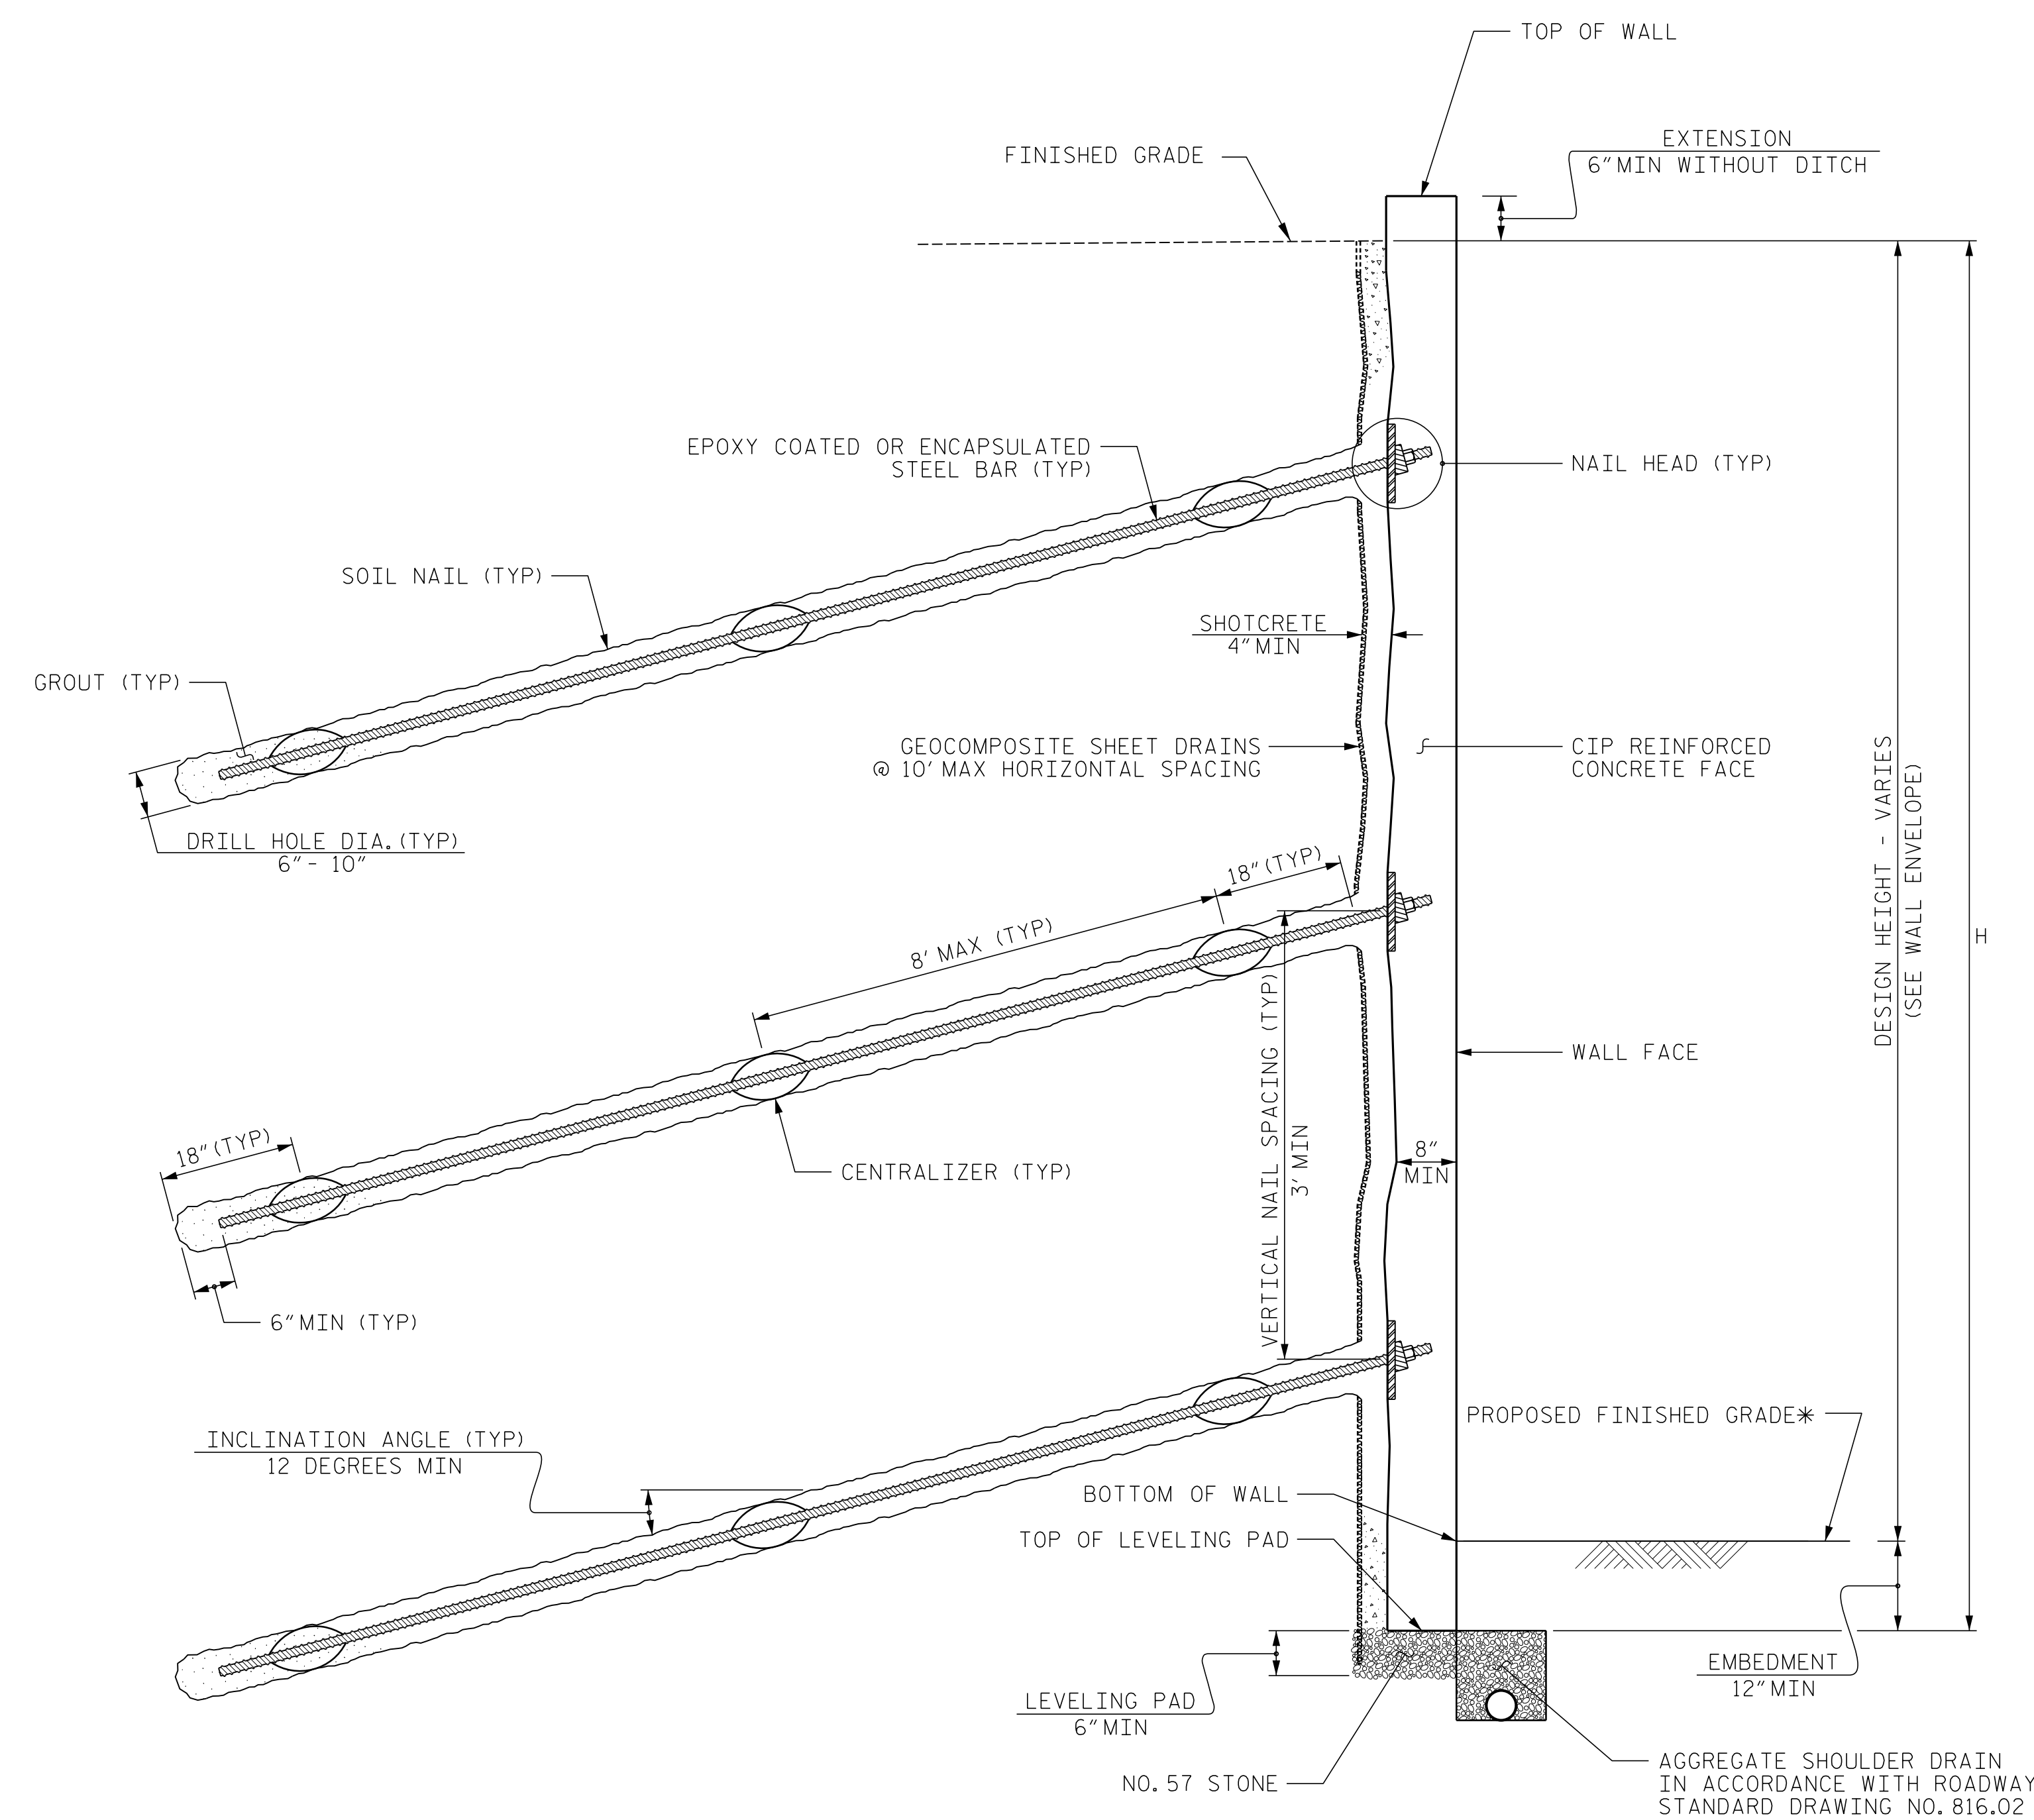 TOP OF WALL
EXTENSION
6" MIN WITHOUT DITCH
FINISHED GRADE
EPOXY COATED OR ENCAPSULATED
STEEL BAR (TYP)
NAIL HEAD (TYP)
SOIL NAIL (TYP)
SHOTCRETE
4" MIN
GROUT (TYP)
GEOCOMPOSITE SHEET DRAINS
@ 10' MAX HORIZONTAL SPACING
CIP REINFORCED
CONCRETE FACE
DRILL HOLE DIA. (TYP)
6" - 10"
DESIGN HEIGHT - VARIES
(SEE WALL ENVELOPE)
H
18" (TYP)
8' MAX (TYP)
VERTICAL NAIL SPACING (TYP)
3' MIN
WALL FACE
18" (TYP)
CENTRALIZER (TYP)
8"
MIN
6" MIN (TYP)
PROPOSED FINISHED GRADE*
INCLINATION ANGLE (TYP)
12 DEGREES MIN
BOTTOM OF WALL
TOP OF LEVELING PAD
EMBEDMENT
12" MIN
LEVELING PAD
6" MIN
NO. 57 STONE
AGGREGATE SHOULDER DRAIN
IN ACCORDANCE WITH ROADWAY
STANDARD DRAWING NO. 816.02